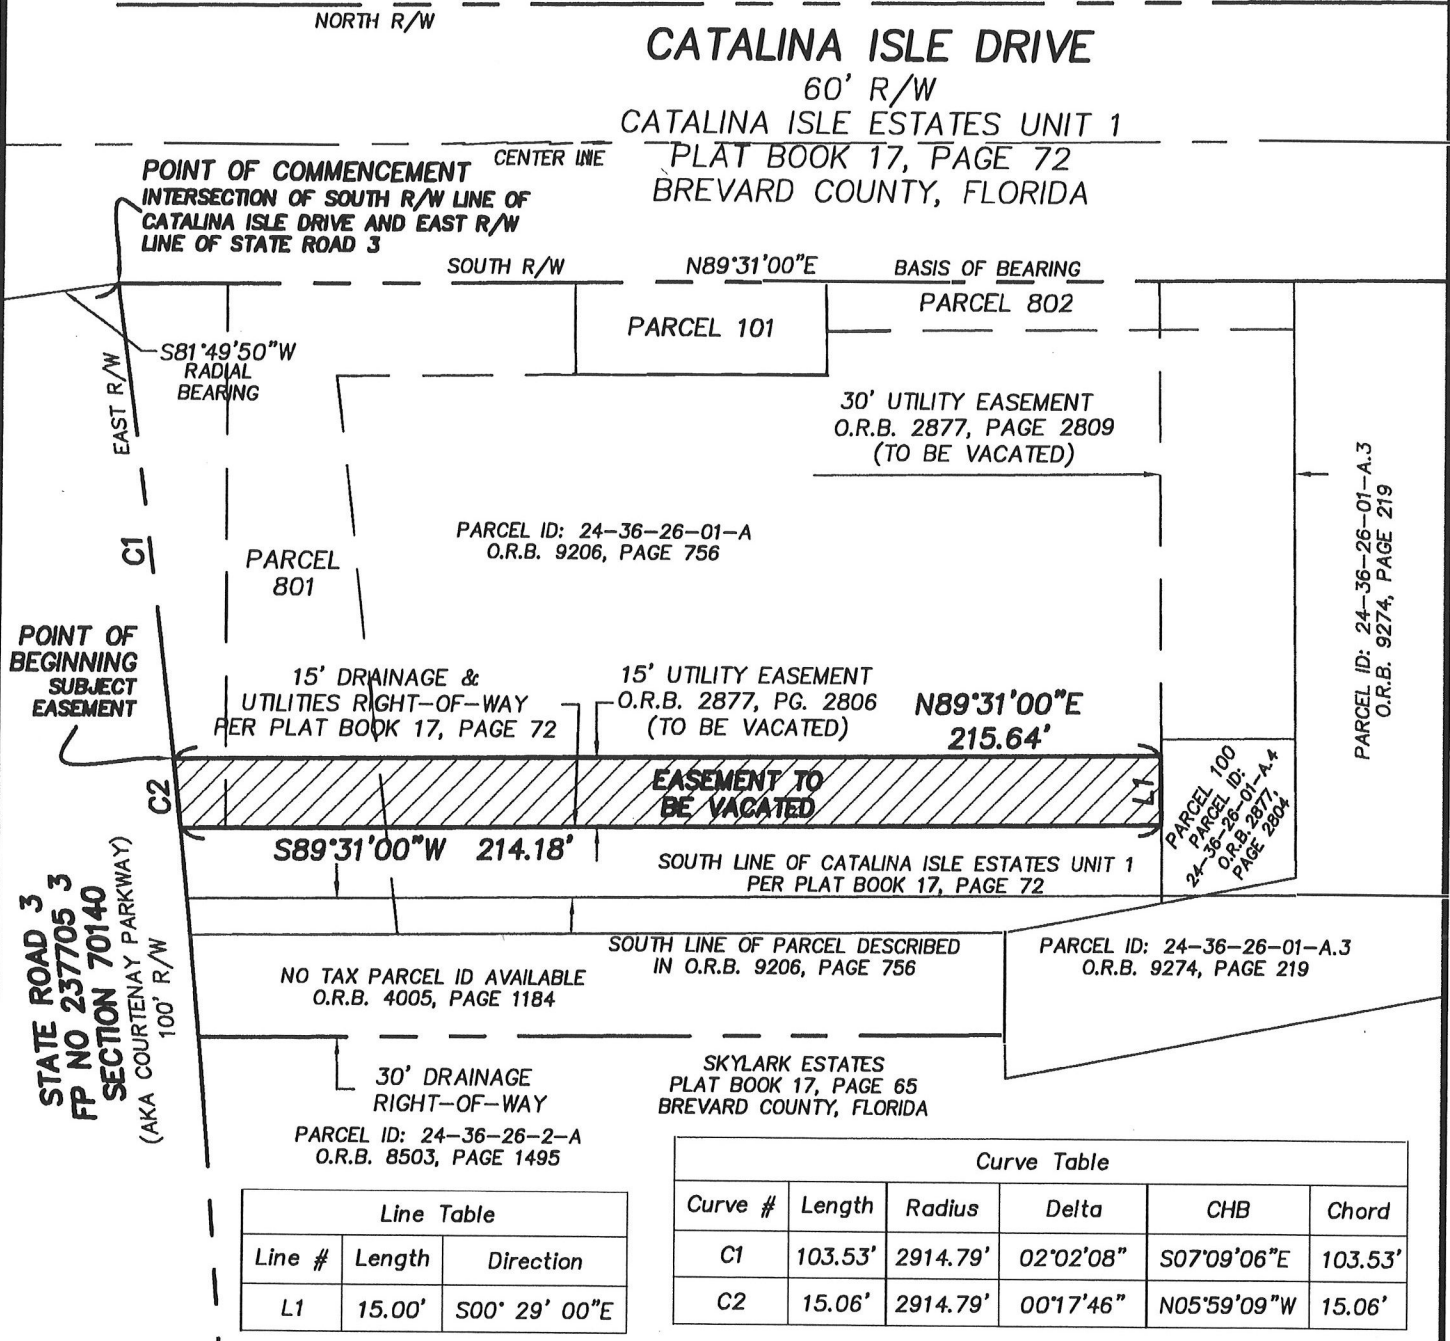 NORTH R/W
CATALINA ISLE DRIVE
60' R/W
CATALINA ISLE ESTATES UNIT 1
PLAT BOOK 17, PAGE 72
BREVARD COUNTY, FLORIDA
CENTER LINE
POINT OF COMMENCEMENT
INTERSECTION OF SOUTH R/W LINE OF
CATALINA ISLE DRIVE AND EAST R/W
LINE OF STATE ROAD 3
SOUTH R/W
N89°31'00"E
BASIS OF BEARING
PARCEL 802
PARCEL 101
S81°49'50"W
RADIAL
BEARING
EAST R/W
30' UTILITY EASEMENT
O.R.B. 2877, PAGE 2809
(TO BE VACATED)
PARCEL ID: 24-36-26-01-A.3
O.R.B. 9274, PAGE 219
C1
PARCEL ID: 24-36-26-01-A
O.R.B. 9206, PAGE 756
PARCEL
801
POINT OF
BEGINNING
SUBJECT
EASEMENT
15' DRAINAGE &
UTILITIES RIGHT-OF-WAY
PER PLAT BOOK 17, PAGE 72
15' UTILITY EASEMENT
O.R.B. 2877, PG. 2806
(TO BE VACATED)
N89°31'00"E
215.64'
C2
EASEMENT TO
BE VACATED
L1
PARCEL 100
PARCEL ID:
24-36-26-01-A.4
O.R.B. 2877,
PAGE 2804
S89°31'00"W 214.18'
SOUTH LINE OF CATALINA ISLE ESTATES UNIT 1
PER PLAT BOOK 17, PAGE 72
STATE ROAD 3
FP NO 237705 3
SECTION 70140
(AKA COURTENAY PARKWAY)
100' R/W
SOUTH LINE OF PARCEL DESCRIBED
IN O.R.B. 9206, PAGE 756
PARCEL ID: 24-36-26-01-A.3
O.R.B. 9274, PAGE 219
NO TAX PARCEL ID AVAILABLE
O.R.B. 4005, PAGE 1184
30' DRAINAGE
RIGHT-OF-WAY
PARCEL ID: 24-36-26-2-A
O.R.B. 8503, PAGE 1495
SKYLARK ESTATES
PLAT BOOK 17, PAGE 65
BREVARD COUNTY, FLORIDA
Line Table
Line # Length Direction
L1 15.00' S00° 29' 00"E
Curve Table
Curve # Length Radius Delta CHB Chord
C1 103.53' 2914.79' 02°02'08" S07°09'06"E 103.53'
C2 15.06' 2914.79' 00°17'46" N05°59'09"W 15.06'